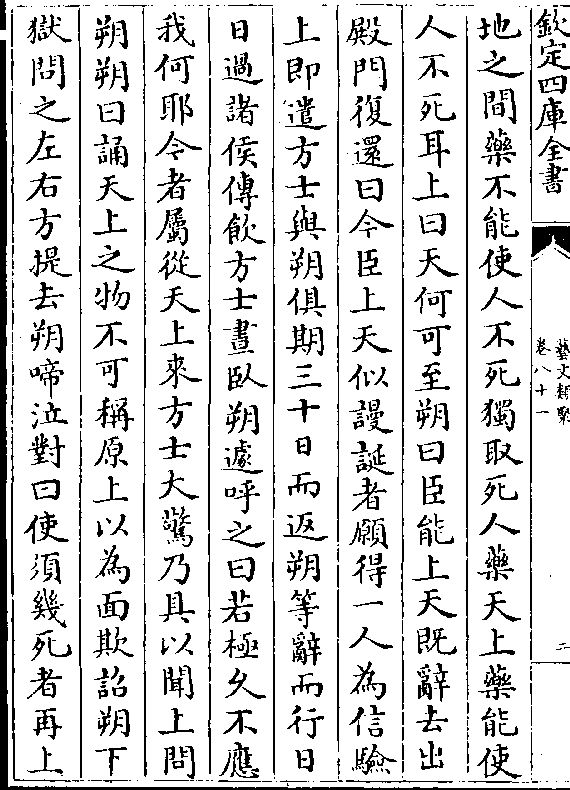 欽定四庫全書
藝文類聚
卷八十一
二
地之間藥不能使人不死獨取死人藥天上藥能使
人不死耳上曰天何可至朔曰臣能上天既辭去出
殿門復還曰今臣上天似謾誕者願得一人為信驗
上即遣方士與朔俱期三十日而返朔等辭而行日
日過諸侯傳飲方士晝臥朔遽呼之曰若極久不應
我何耶今者屬從天上來方士大驚乃具以聞上問
朔朔曰誦天上之物不可稱原上以為面欺詔朔下
獄問之左右方提去朔啼泣對曰使須幾死者再上